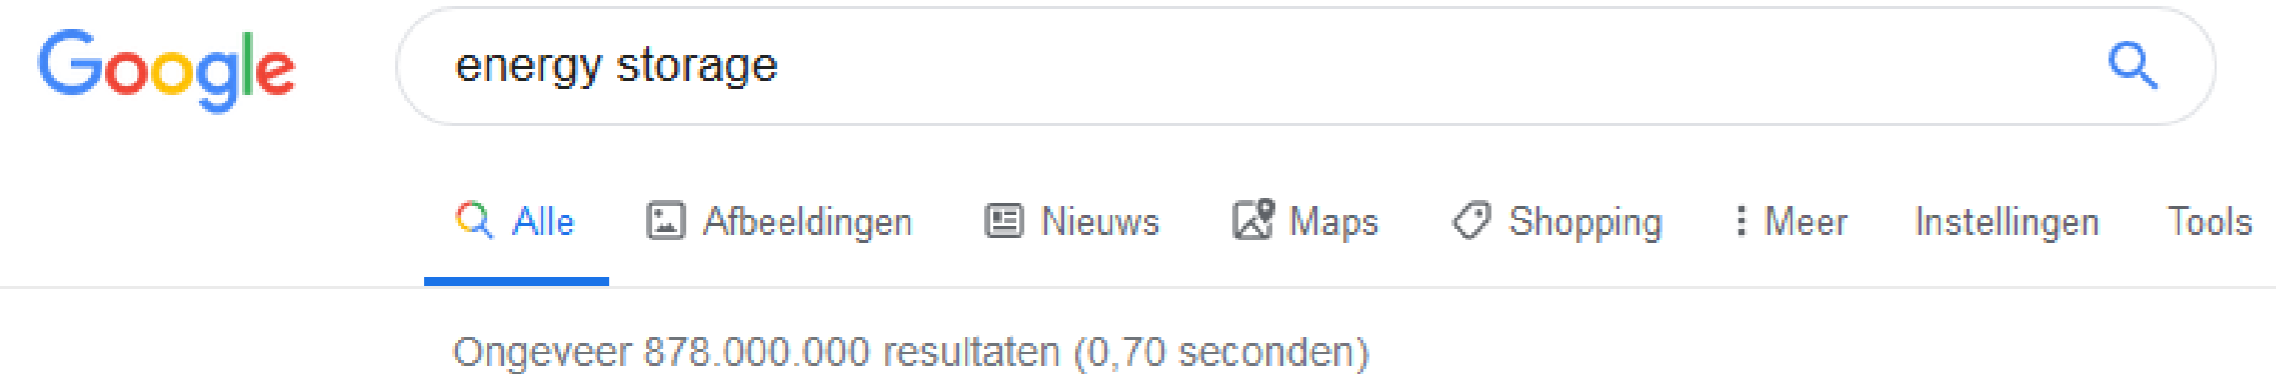 Google energy storage
Alle Afbeeldingen Nieuws Maps Shopping Meer Instellingen Tools
Ongeveer 878.000.000 resultaten (0,70 seconden)